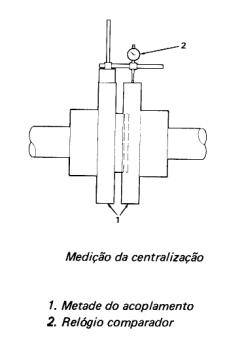 2
1
Medição da centralização
1. Metade do acoplamento
2. Relógio comparador